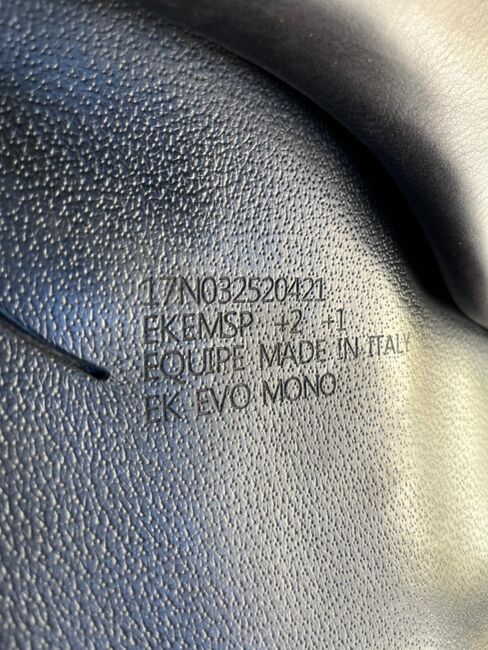 17N032520421
EKEMSP +2 +1
EQUIPE MADE IN ITALY
EK EVO MONO